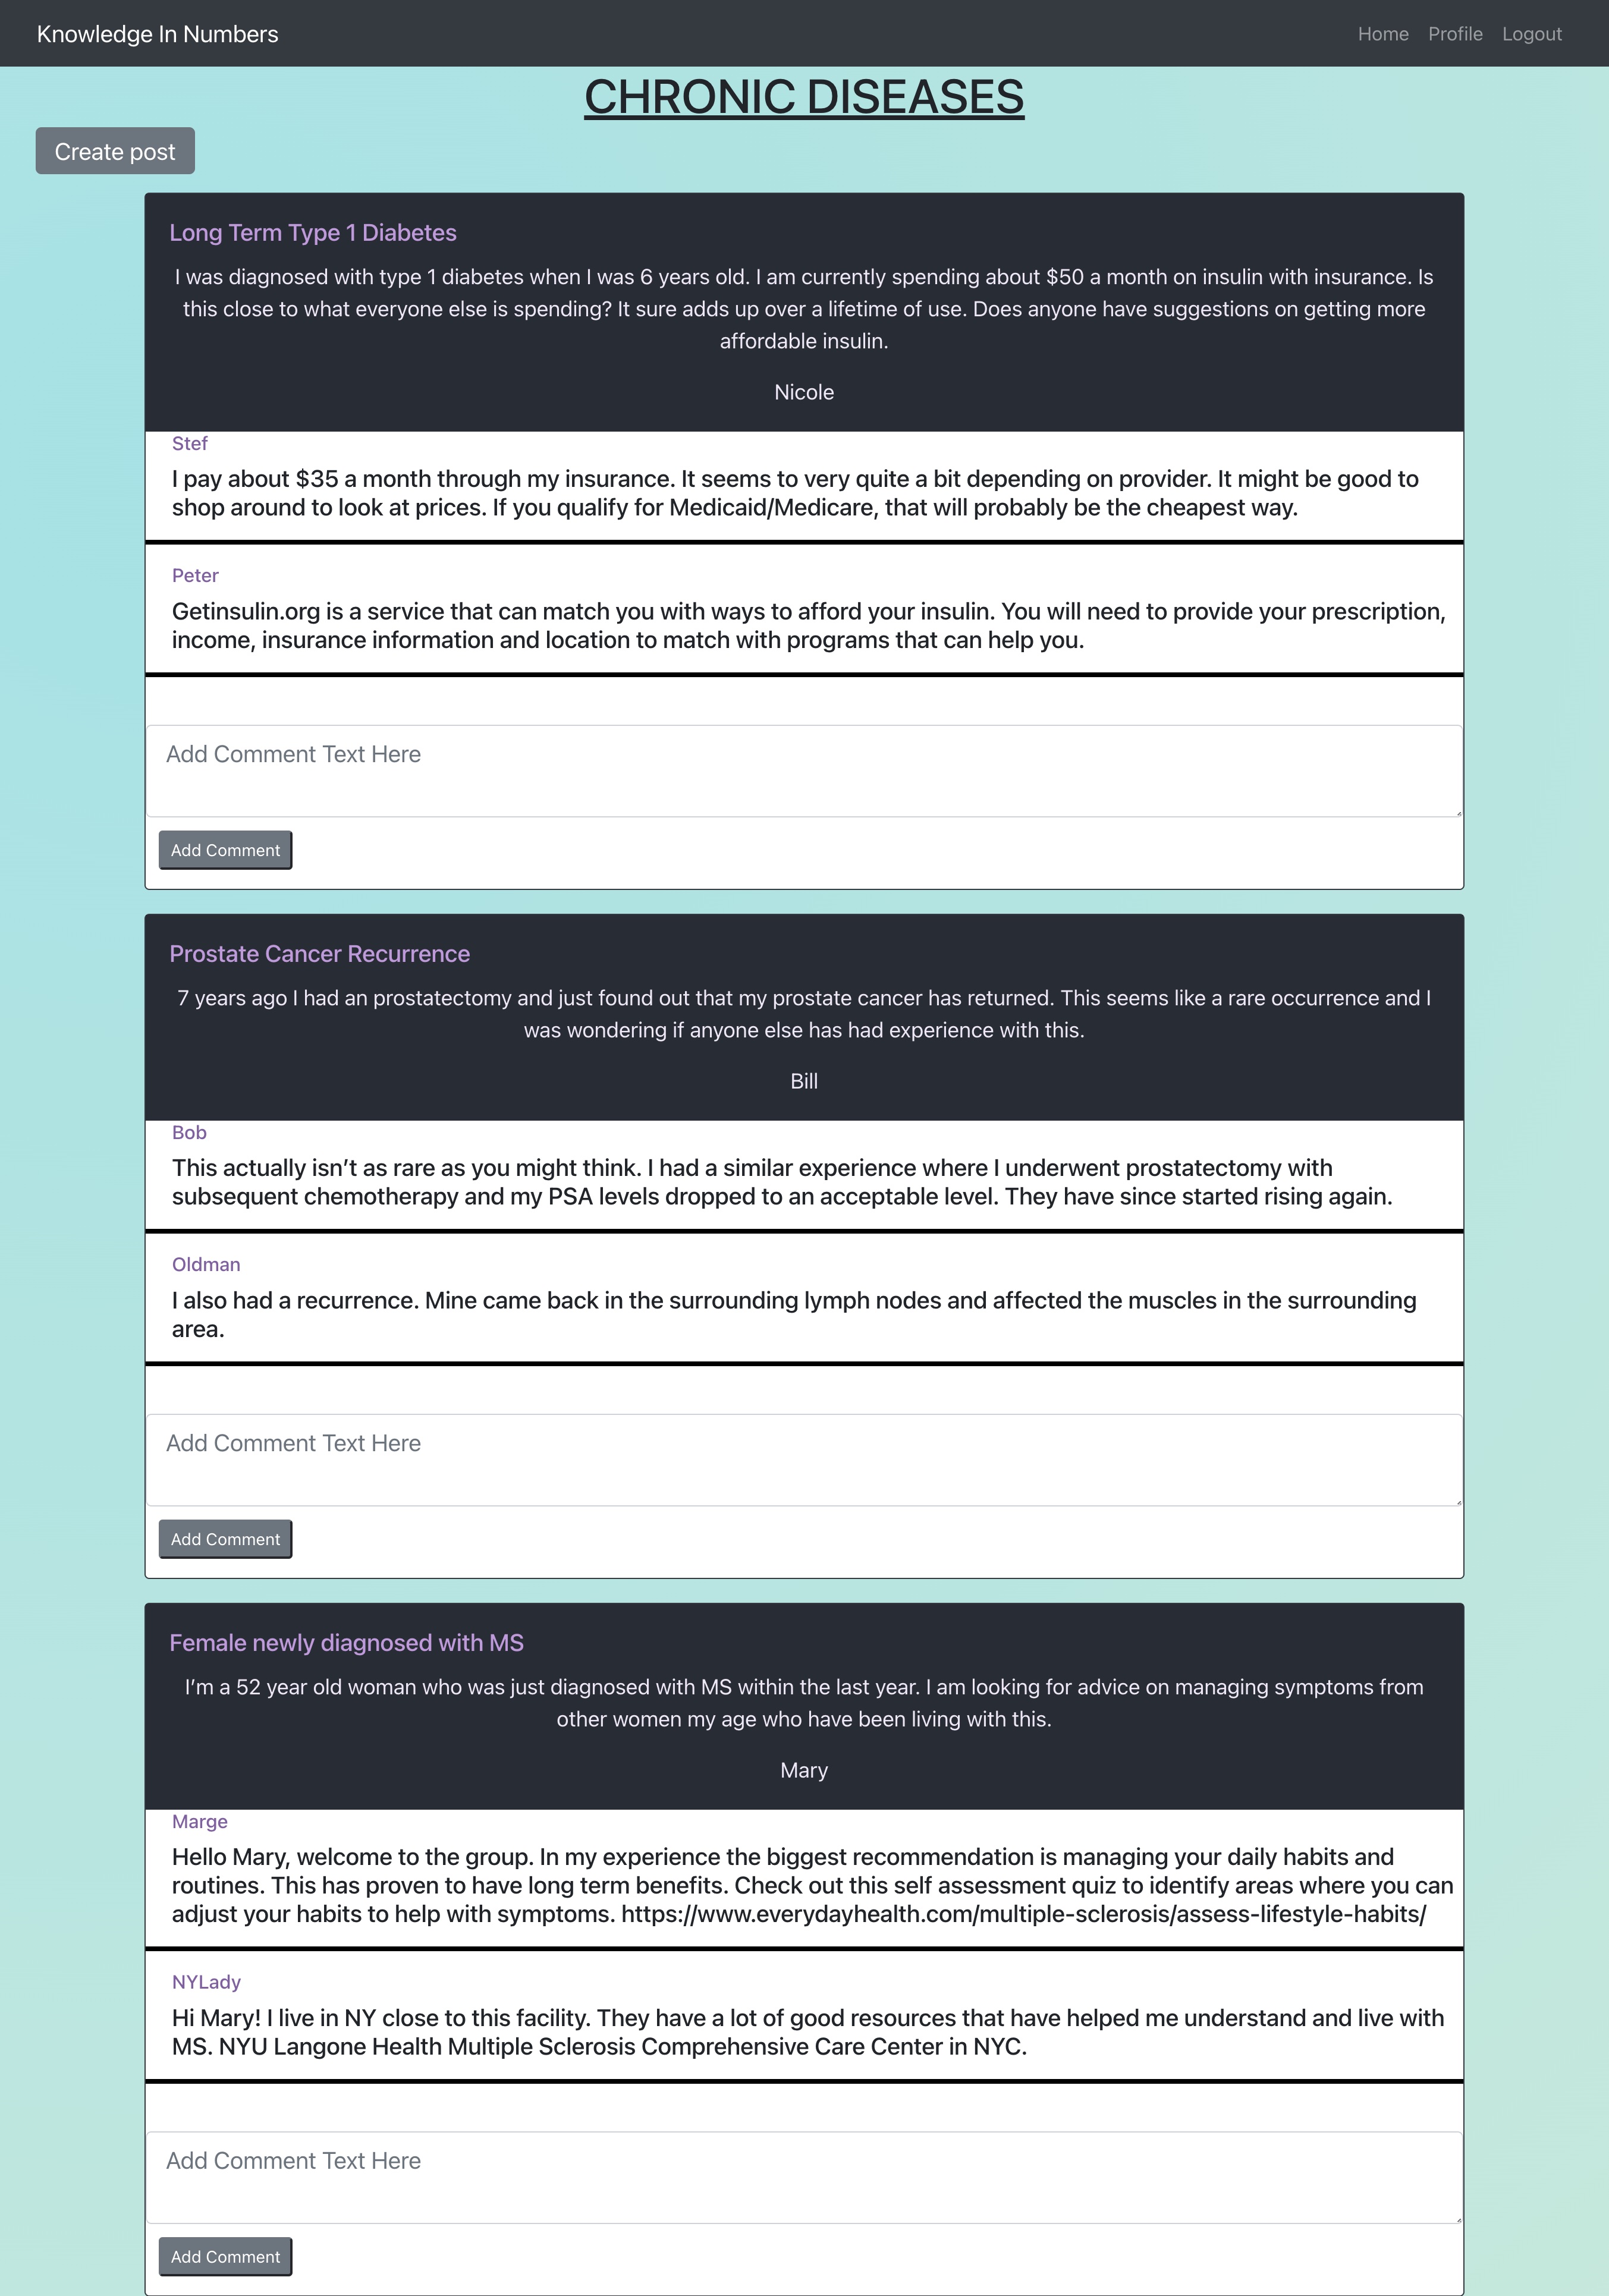 Knowledge In Numbers
Home Profile Logout
CHRONIC DISEASES
Create post
Long Term Type 1 Diabetes
I was diagnosed with type 1 diabetes when I was 6 years old. I am currently spending about $50 a month on insulin with insurance. Is
this close to what everyone else is spending? It sure adds up over a lifetime of use. Does anyone have suggestions on getting more
affordable insulin.
Nicole
Stef
I pay about $35 a month through my insurance. It seems to very quite a bit depending on provider. It might be good to
shop around to look at prices. If you qualify for Medicaid/Medicare, that will probably be the cheapest way.
Peter
Getinsulin.org is a service that can match you with ways to afford your insulin. You will need to provide your prescription,
income, insurance information and location to match with programs that can help you.
Add Comment Text Here
Add Comment
Prostate Cancer Recurrence
7 years ago I had an prostatectomy and just found out that my prostate cancer has returned. This seems like a rare occurrence and I
was wondering if anyone else has had experience with this.
Bill
Bob
This actually isn’t as rare as you might think. I had a similar experience where I underwent prostatectomy with
subsequent chemotherapy and my PSA levels dropped to an acceptable level. They have since started rising again.
Oldman
I also had a recurrence. Mine came back in the surrounding lymph nodes and affected the muscles in the surrounding
area.
Add Comment Text Here
Add Comment
Female newly diagnosed with MS
I’m a 52 year old woman who was just diagnosed with MS within the last year. I am looking for advice on managing symptoms from
other women my age who have been living with this.
Mary
Marge
Hello Mary, welcome to the group. In my experience the biggest recommendation is managing your daily habits and
routines. This has proven to have long term benefits. Check out this self assessment quiz to identify areas where you can
adjust your habits to help with symptoms. https://www.everydayhealth.com/multiple-sclerosis/assess-lifestyle-habits/
NYLady
Hi Mary! I live in NY close to this facility. They have a lot of good resources that have helped me understand and live with
MS. NYU Langone Health Multiple Sclerosis Comprehensive Care Center in NYC.
Add Comment Text Here
Add Comment